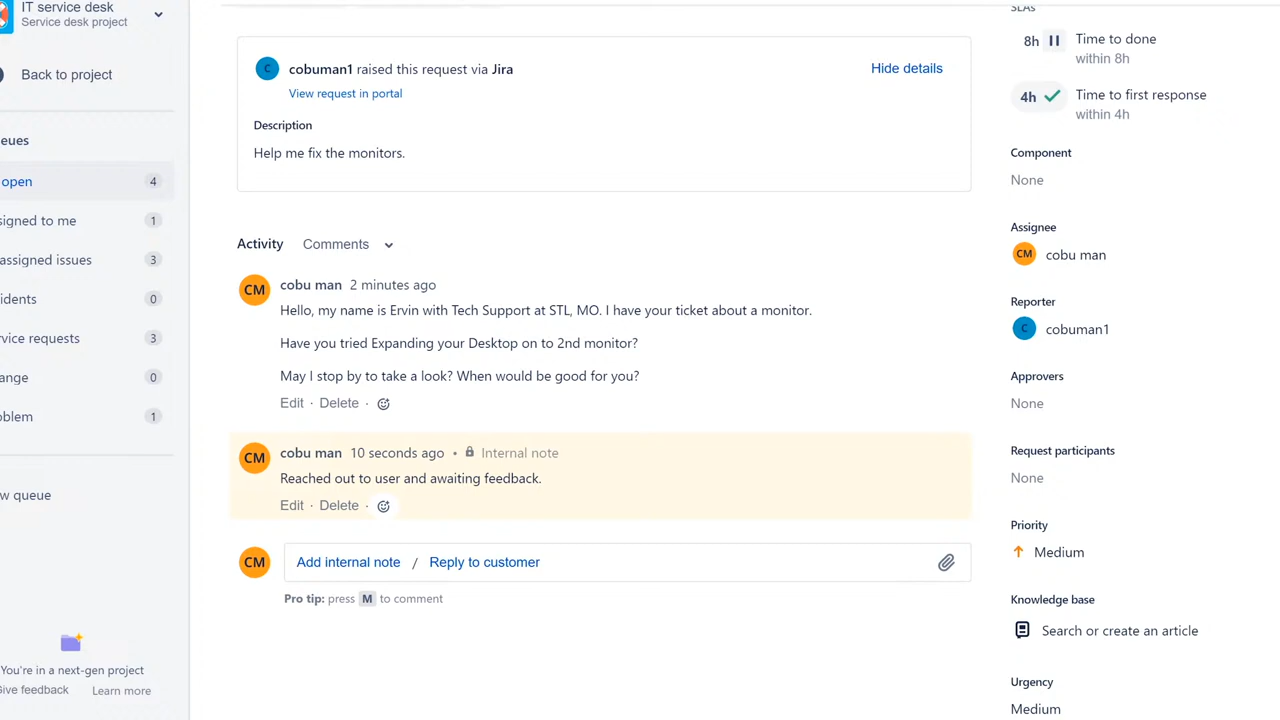 IT service desk
Service desk project
Back to project
eues
open
4
signed to me
1
assigned issues
3
idents
0
rvice requests
3
ange
0
oblem
1
w queue
You're in a next-gen project
Give feedback
Learn more
C
cobuman1 raised this request via Jira
Hide details
View request in portal
Description
Help me fix the monitors.
Activity
Comments
CM
cobu man 2 minutes ago
Hello, my name is Ervin with Tech Support at STL, MO. I have your ticket about a monitor.
Have you tried Expanding your Desktop on to 2nd monitor?
May I stop by to take a look? When would be good for you?
Edit · Delete ·
CM
cobu man 10 seconds ago • Internal note
Reached out to user and awaiting feedback.
Edit · Delete ·
CM
Add internal note / Reply to customer
Pro tip: press M to comment
SLAs
8h
Time to done
within 8h
4h
Time to first response
within 4h
Component
None
Assignee
CM
cobu man
Reporter
C
cobuman1
Approvers
None
Request participants
None
Priority
Medium
Knowledge base
Search or create an article
Urgency
Medium